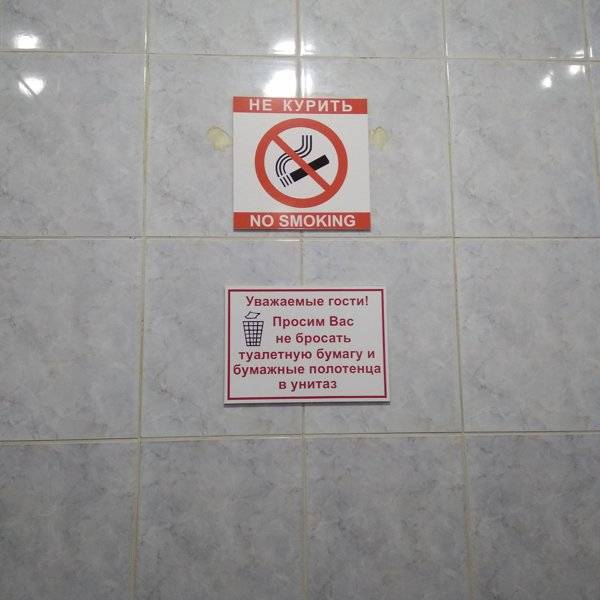 НЕ КУРИТЬ
NO SMOKING
Уважаемые гости!
Просим Вас
не бросать
туалетную бумагу и
бумажные полотенца
в унитаз